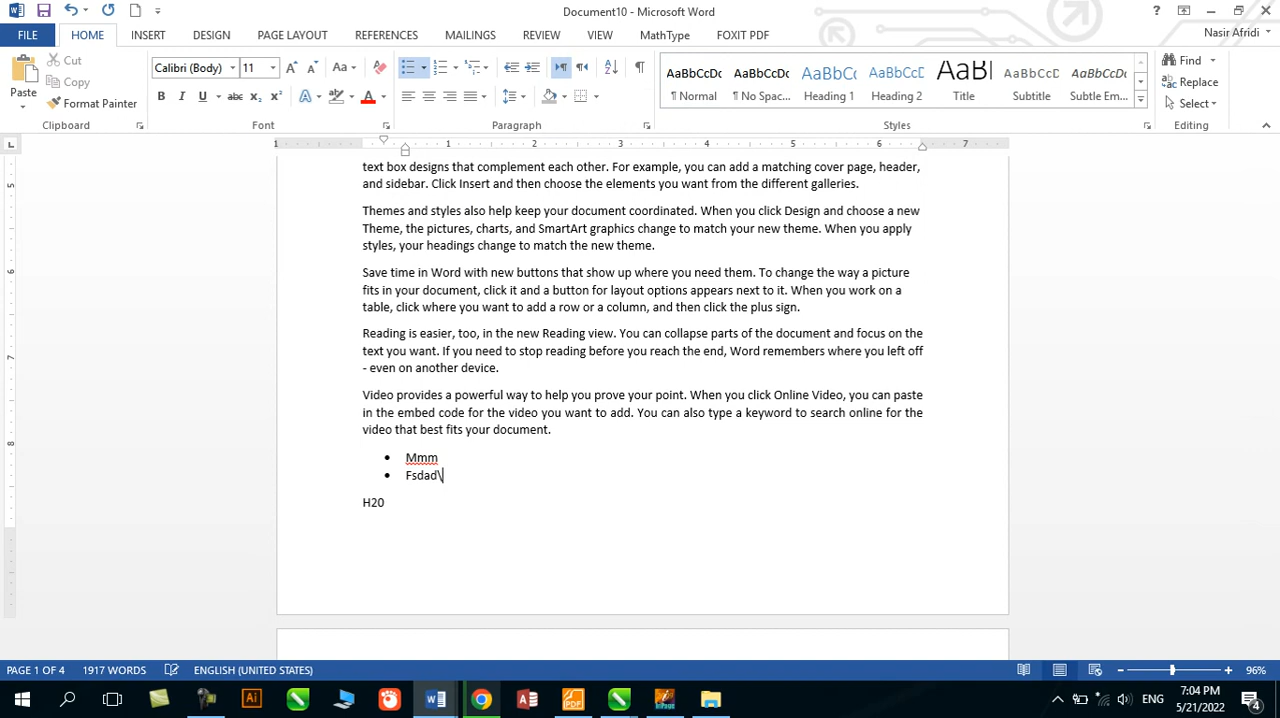 Document10 - Microsoft Word
FILE HOME INSERT DESIGN PAGE LAYOUT REFERENCES MAILINGS REVIEW VIEW MathType FOXIT PDF Nasir Afridi
Cut
Copy
Paste
Format Painter
Clipboard
Calibri (Body) 11
Font
Paragraph
AaBbCcDc AaBbCcDc AaBbCc AaBbCcD AaBl AaBbCcD AaBbCcD
¶ Normal ¶ No Spac... Heading 1 Heading 2 Title Subtitle Subtle Em...
Styles
Find
Replace
Select
Editing
1 1 2 3 4 5 6 7
text box designs that complement each other. For example, you can add a matching cover page, header,
and sidebar. Click Insert and then choose the elements you want from the different galleries.
Themes and styles also help keep your document coordinated. When you click Design and choose a new
Theme, the pictures, charts, and SmartArt graphics change to match your new theme. When you apply
styles, your headings change to match the new theme.
Save time in Word with new buttons that show up where you need them. To change the way a picture
fits in your document, click it and a button for layout options appears next to it. When you work on a
table, click where you want to add a row or a column, and then click the plus sign.
Reading is easier, too, in the new Reading view. You can collapse parts of the document and focus on the
text you want. If you need to stop reading before you reach the end, Word remembers where you left off
- even on another device.
Video provides a powerful way to help you prove your point. When you click Online Video, you can paste
in the embed code for the video you want to add. You can also type a keyword to search online for the
video that best fits your document.
• Mmm
• Fsdad\
H20
5
6
7
8
PAGE 1 OF 4 1917 WORDS ENGLISH (UNITED STATES) 96%
ENG 7:04 PM
5/21/2022 4